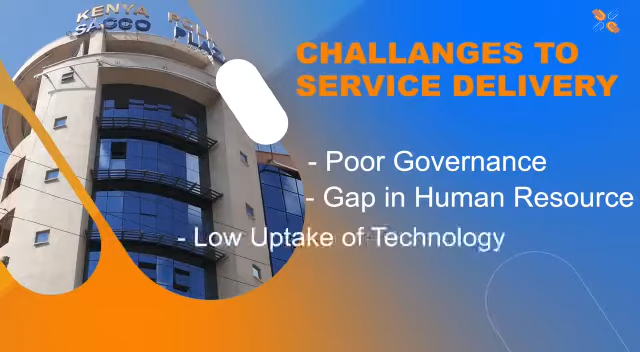 KENYA
SACCO
CHALLANGES TO
SERVICE DELIVERY
- Poor Governance
- Gap in Human Resource
- Low Uptake of Technology